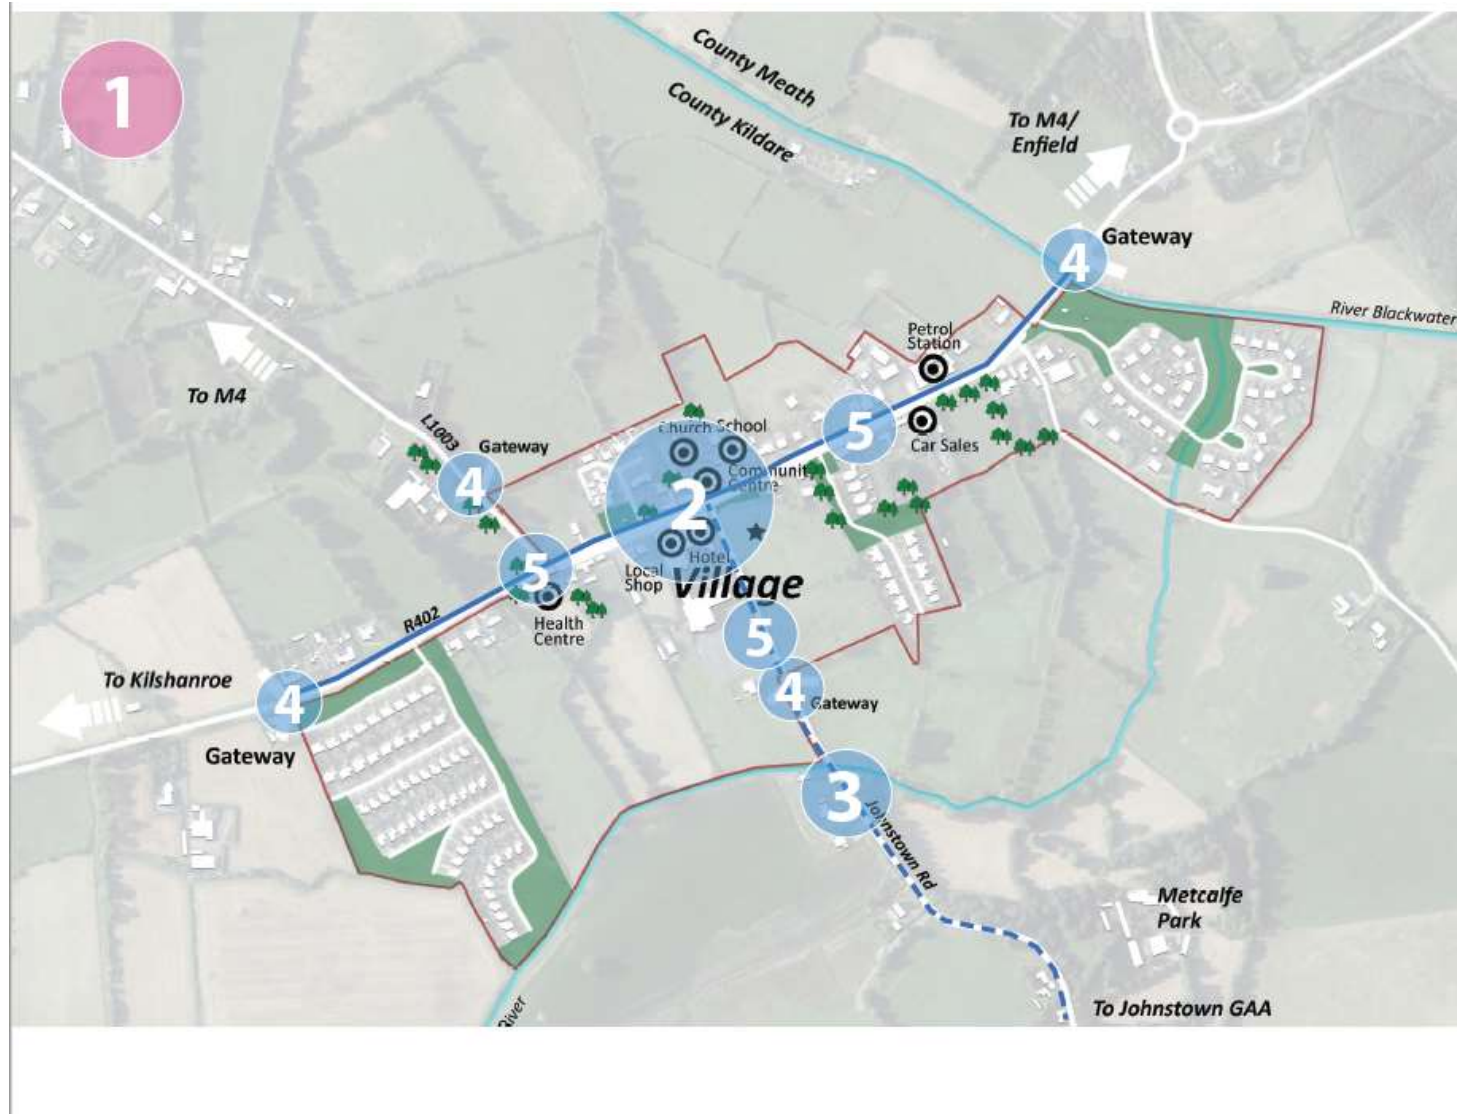 1
County Meath
County Kildare
To M4/
Enfield
4
Gateway
River Blackwater
Petrol
Station
To M4
L1003
Gateway
4
5
Car Sales
Church
School
Community
Centre
2
Hotel
Local
Shop
Village
5
Health
Centre
R402
5
To Kilshanroe
4
Gateway
4
Gateway
3
Johnstown Rd
Metcalfe
Park
To Johnstown GAA
River